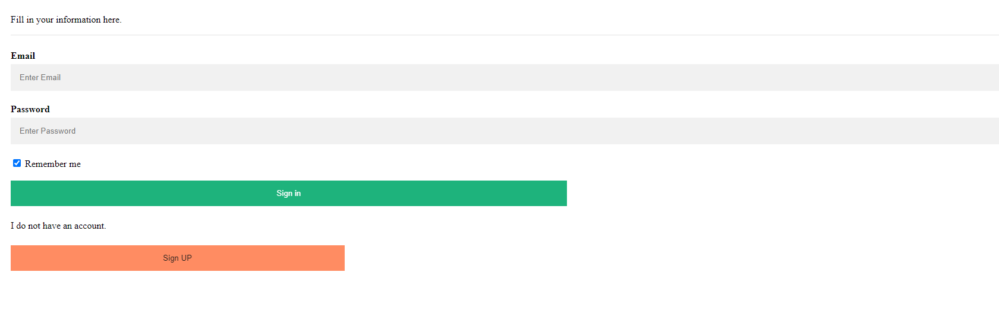 Fill in your information here.
Email
Enter Email
Password
Enter Password
Remember me
Sign in
I do not have an account.
Sign UP